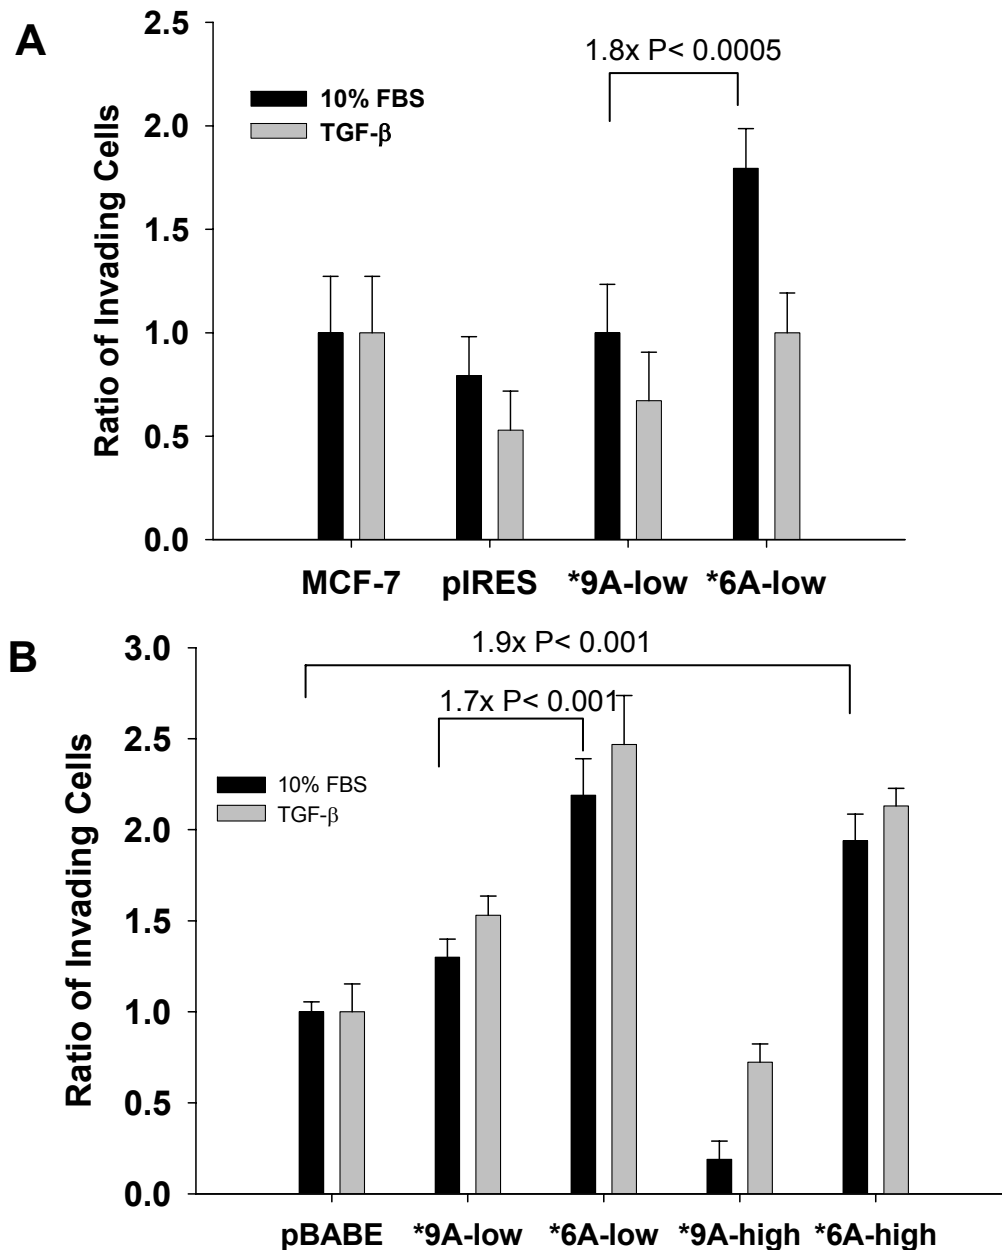 A
2.5
2.0
1.5
1.0
0.5
0.0
Ratio of Invading Cells
1.8x P< 0.0005
10% FBS
TGF-β
MCF-7 pIRES *9A-low *6A-low
B
3.0
2.5
2.0
1.5
1.0
0.5
0.0
Ratio of Invading Cells
1.9x P< 0.001
1.7x P< 0.001
10% FBS
TGF-β
pBABE *9A-low *6A-low *9A-high *6A-high